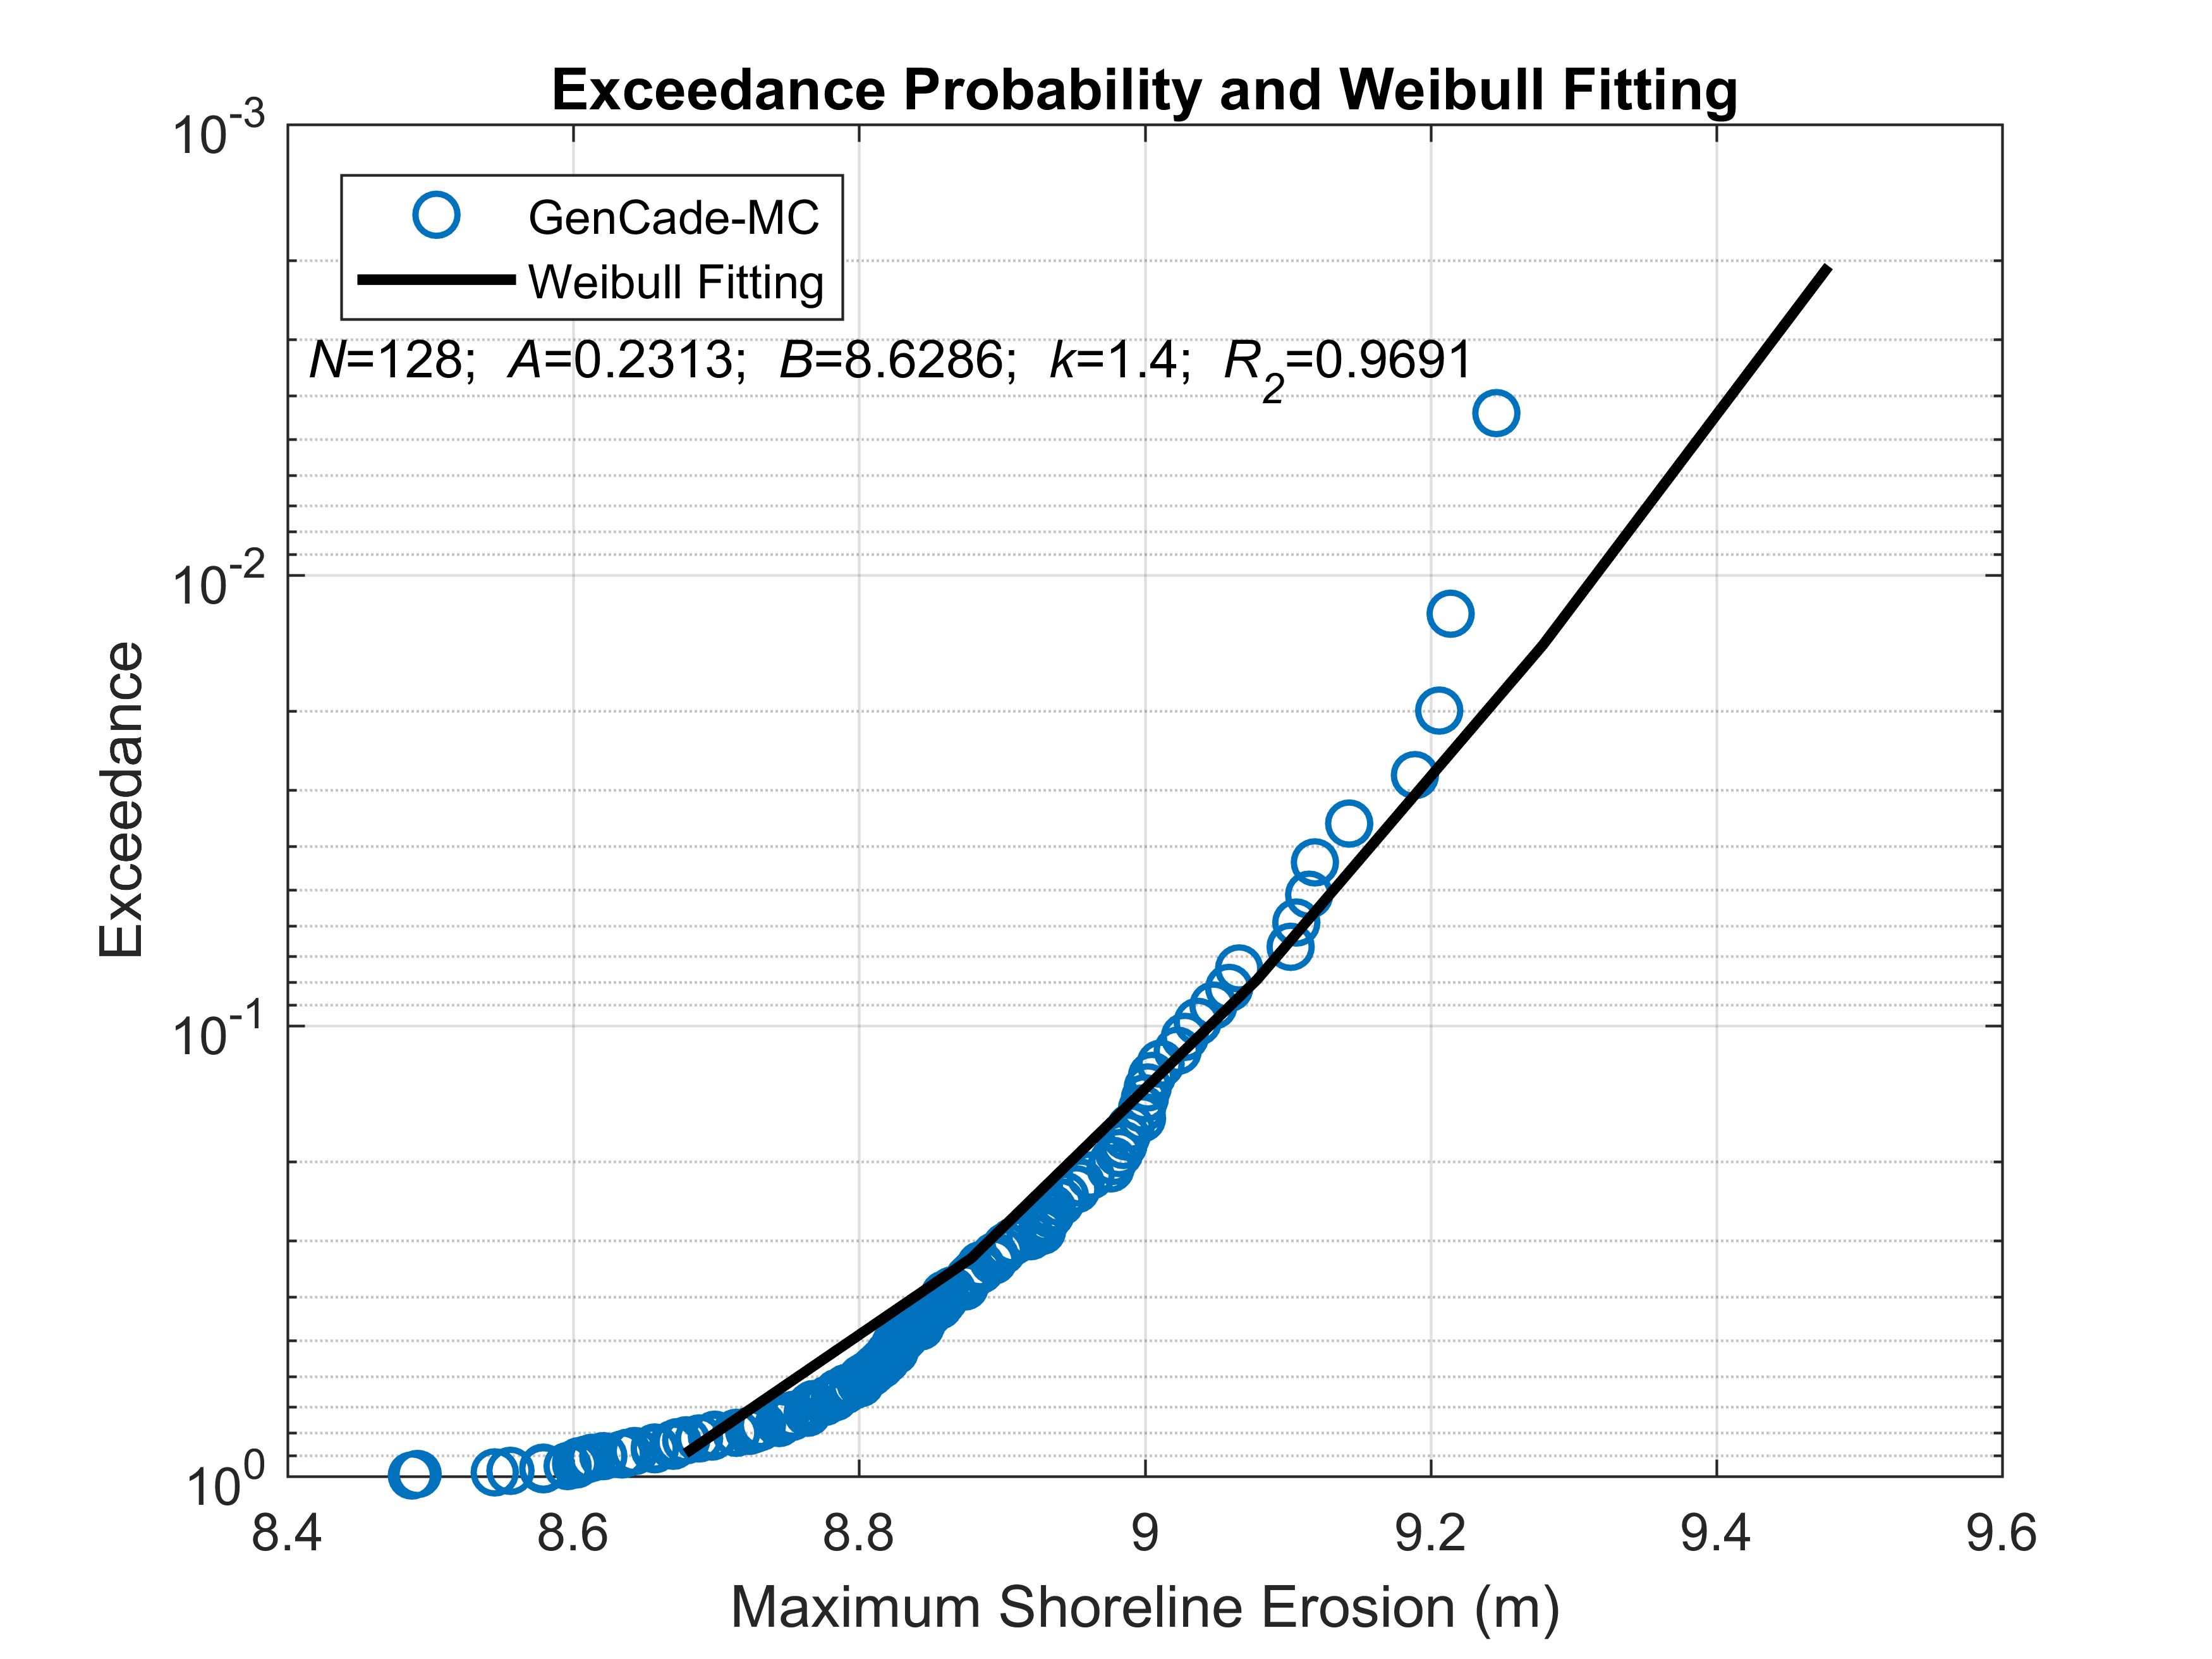 Exceedance Probability and Weibull Fitting
10-3
GenCade-MC
Weibull Fitting
N=128; A=0.2313; B=8.6286; k=1.4; R2=0.9691
10-2
Exceedance
10-1
100
8.4 8.6 8.8 9 9.2 9.4 9.6
Maximum Shoreline Erosion (m)